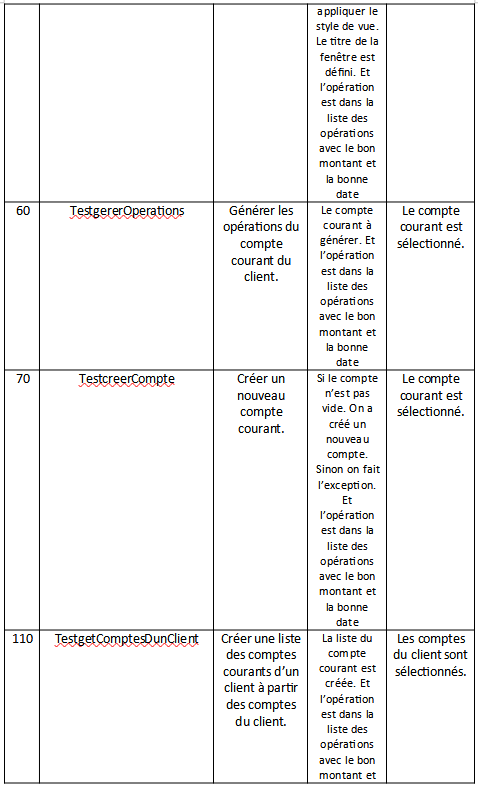 appliquer le
style de vue.
Le titre de la
fenêtre est
défini. Et
l'opération
est dans la
liste des
opérations
avec le bon
montant et
la bonne
date
60
TestgererOperations
Générer les
opérations du
compte
courant du
client.
Le compte
courant à
générer. Et
l'opération
est dans la
liste des
opérations
avec le bon
montant et
la bonne
date
Le compte
courant est
sélectionné.
70
TestcreerCompte
Créer un
nouveau
compte
courant.
Si le compte
n'est pas
vide. On a
créé un
nouveau
compte.
Sinon on fait
l'exception.
Et
l'opération
est dans la
liste des
opérations
avec le bon
montant et
la bonne
date
Le compte
courant est
sélectionné.
110
TestgetComptesDunClient
Créer une liste
des comptes
courants d'un
client à partir
des comptes
du client.
La liste du
compte
courant est
créée. Et
l'opération
est dans la
liste des
opérations
avec le bon
montant et
Les comptes
du client sont
sélectionnés.